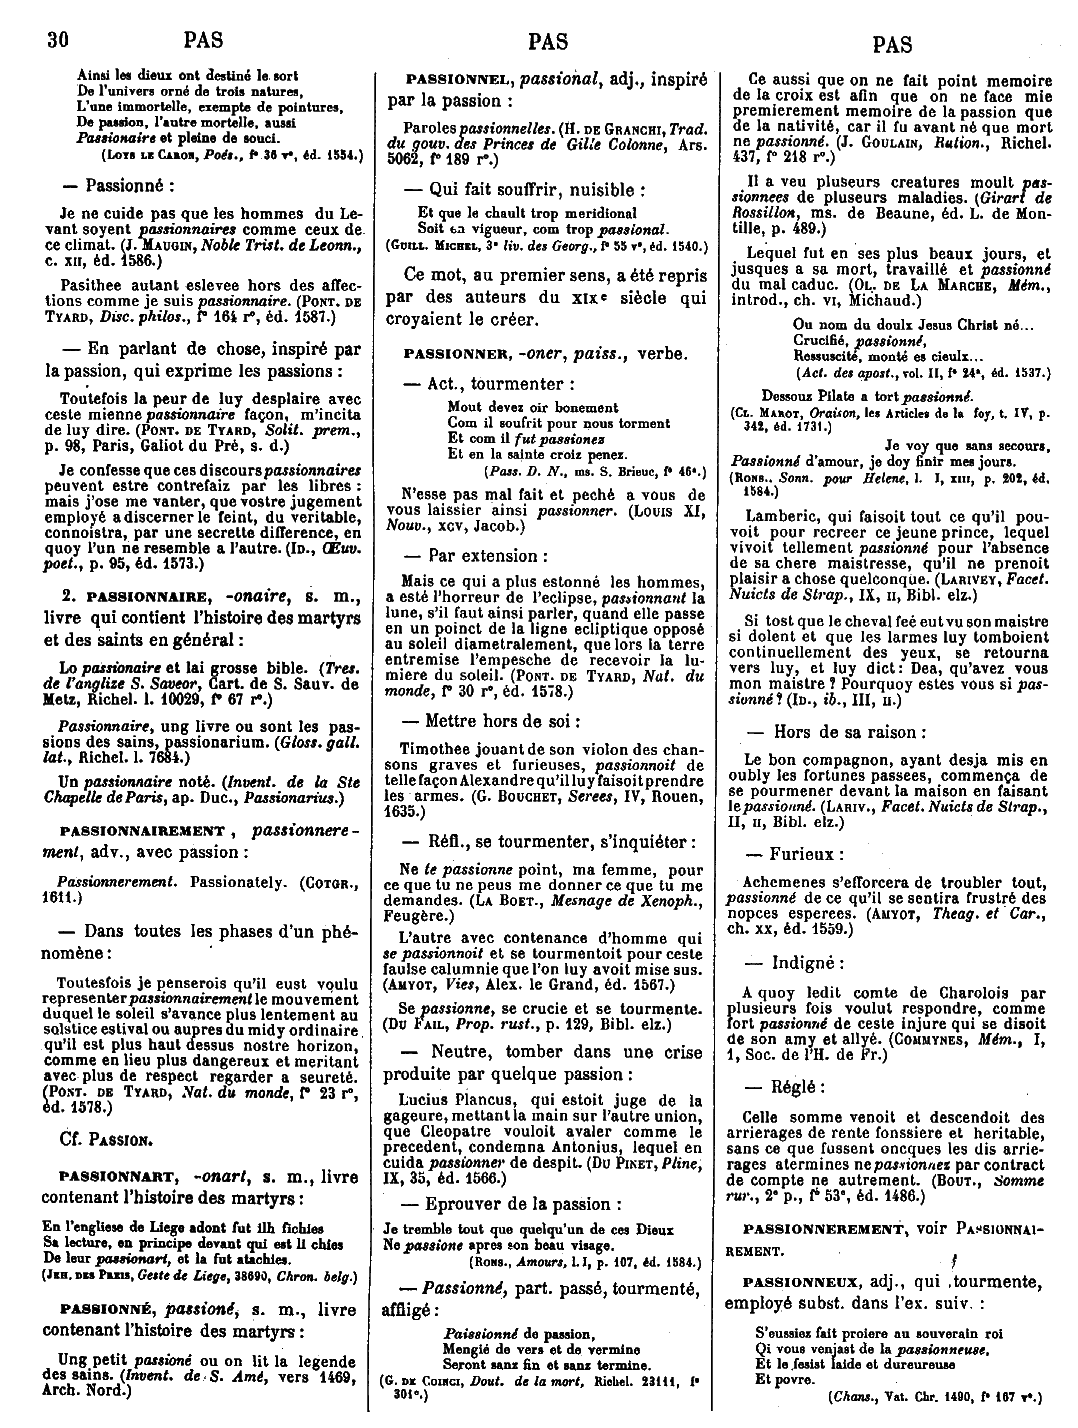 30 PAS PAS PAS
Ainsi les dieux ont destiné le sort
De l'univers orné de trois natures,
L'une immortelle, exempte de pointures,
De passion, l'autre mortelle, aussi
Passionaire et pleine de souci.
(LOYS LE CARON, Poés., f° 36 v°, éd. 1554.)
— Passionné :
Je ne cuide pas que les hommes du Le-
vant soyent passionnaires comme ceux de
ce climat. (J. MAUGIN, Noble Trist. de Leonn.,
c. XII, éd. 1586.)
Pasithee autant eslevee hors des affec-
tions comme je suis passionnaire. (PONT. DE
TYARD, Disc. philos., f° 164 r°, éd. 1587.)
— En parlant de chose, inspiré par
la passion, qui exprime les passions :
Toutefois la peur de luy desplaire avec
ceste mienne passionnaire façon, m'incita
de luy dire. (PONT. DE TYARD, Solit. prem.,
p. 98, Paris, Galiot du Pré, s. d.)
Je confesse que ces discours passionnaires
peuvent estre contrefaiz par les libres :
mais j'ose me vanter, que vostre jugement
employé a discerner le feint, du veritable,
connoistra, par une secrette différence, en
quoy l'un ne resemble a l'autre. (ID., Œuv.
poet., p. 95, éd. 1573.)
2. PASSIONNAIRE, -onaire, s. m.,
livre qui contient l'histoire des martyrs
et des saints en général :
Lo passionaire et lai grosse bible. (Tres.
de l'anglize S. Saveor, Cart. de S. Sauv. de
Metz, Richel. l. 10029, f° 67 r°.)
Passionnaire, ung livre ou sont les pas-
sions des sains, passionarium. (Gloss. gall.
lat., Richel. l. 7684.)
Un passionnaire noté. (Invent. de la Ste
Chapelle de Paris, ap. Duc., Passionarius.)
PASSIONNAIREMENT, passionnere-
ment, adv., avec passion :
Passionnerement. Passionately. (COTGR.,
1611.)
— Dans toutes les phases d'un phé-
nomène :
Toutesfois je penserois qu'il eust voulu
representer passionnairement le mouvement
duquel le soleil s'avance plus lentement au
solstice estival ou aupres du midy ordinaire,
qu'il est plus haut dessus nostre horizon,
comme en lieu plus dangereux et meritant
avec plus de respect regarder a seureté.
(PONT. DE TYARD, Nat. du monde, f° 23 r°,
éd. 1578.)
Cf. PASSION.
PASSIONNART, -onart, s. m., livre
contenant l'histoire des martyrs :
En l'engliese de Liege adont fut ilh fichies
Sa lecture, en principe devant qui est li chies
De leur passionart, et la fut atachies.
(JEH. DES PREIS, Geste de Liege, 38690, Chron. belg.)
PASSIONNÉ, passioné, s. m., livre
contenant l'histoire des martyrs :
Ung petit passioné ou on lit la legende
des sains. (Invent. de S. Amé, vers 1469,
Arch. Nord.)
PASSIONNEL, passional, adj., inspiré
par la passion :
Paroles passionnelles. (H. DE GRANCHI, Trad.
du gouv. des Princes de Gille Colonne, Ars.
5062, f° 189 r°.)
— Qui fait souffrir, nuisible :
Et que le chault trop meridional
Soit en vigueur, com trop passional.
(GUILL. MICHEL, 3e liv. des Georg., f° 55 v°, éd. 1540.)
Ce mot, au premier sens, a été repris
par des auteurs du XIXe siècle qui
croyaient le créer.
PASSIONNER, -oner, paiss., verbe.
— Act., tourmenter :
Mout devez oir bonement
Com il soufrit pour nous torment
Et com il fut passionez
Et en la sainte croiz penez.
(Pass. D. N., ms. S. Brieuc, f° 46a.)
N'esse pas mal fait et peché a vous de
vous laissier ainsi passionner. (LOUIS XI,
Nouv., XCV, Jacob.)
— Par extension :
Mais ce qui a plus estonné les hommes,
a esté l'horreur de l'eclipse, passionnant la
lune, s'il faut ainsi parler, quand elle passe
en un poinct de la ligne ecliptique opposé
au soleil diametralement, que lors la terre
entremise l'empesche de recevoir la lu-
miere du soleil. (PONT. DE TYARD, Nat. du
monde, f° 30 r°, éd. 1578.)
— Mettre hors de soi :
Timothee jouant de son violon des chan-
sons graves et furieuses, passionnoit de
telle façon Alexandre qu'il luy faisoit prendre
les armes. (G. BOUCHET, Serees, IV, Rouen,
1635.)
— Réfl., se tourmenter, s'inquiéter :
Ne te passionne point, ma femme, pour
ce que tu ne peus me donner ce que tu me
demandes. (LA BOET., Mesnage de Xenoph.,
Feugère.)
L'autre avec contenance d'homme qui
se passionnoit et se tourmentoit pour ceste
faulse calumnie que l'on luy avoit mise sus.
(AMYOT, Vies, Alex. le Grand, éd. 1567.)
Se passionne, se crucie et se tourmente.
(DU FAIL, Prop. rust., p. 129, Bibl. elz.)
— Neutre, tomber dans une crise
produite par quelque passion :
Lucius Plancus, qui estoit juge de la
gageure, mettant la main sur l'autre union,
que Cleopatre vouloit avaler comme le
precedent, condemna Antonius, lequel en
cuida passionner de despit. (DU PINET, Pline,
IX, 35, éd. 1566.)
— Eprouver de la passion :
Je tremble tout que quelqu'un de ces Dieux
Ne passione apres son beau visage.
(RONS., Amours, l. I, p. 107, éd. 1584.)
— Passionné, part. passé, tourmenté,
affligé :
Paissionné de passion,
Mengié de vers et de vermine
Seront sanz fin et sanz termine.
(G. DE COINCI, Dout. de la mort, Richel. 23111, f°
301c.)
Ce aussi que on ne fait point memoire
de la croix est afin que on ne face mie
premierement memoire de la passion que
de la nativité, car il fu avant né que mort
ne passionné. (J. GOULAIN, Ration., Richel.
437, f° 218 r°.)
Il a veu pluseurs creatures moult pas-
sionnees de pluseurs maladies. (Girart de
Rossillon, ms. de Beaune, éd. L. de Mon-
tille, p. 489.)
Lequel fut en ses plus beaux jours, et
jusques a sa mort, travaillé et passionné
du mal caduc. (OL. DE LA MARCHE, Mém.,
introd., ch. VI, Michaud.)
Ou nom du doulx Jesus Christ né...
Crucifié, passionné,
Ressuscité, monté es cieulx...
(Act. des apost., vol. II, f° 24a, éd. 1537.)
Dessouz Pilate a tort passionné.
(CL. MAROT, Oraison, les Articles de la foy, t. IV, p.
342, éd. 1731.)
Je voy que sans secours,
Passionné d'amour, je doy finir mes jours.
(RONS., Sonn. pour Helene, l. I, XIII, p. 202, éd.
1584.)
Lamberic, qui faisoit tout ce qu'il pou-
voit pour recreer ce jeune prince, lequel
vivoit tellement passionné pour l'absence
de sa chere maistresse, qu'il ne prenoit
plaisir a chose quelconque. (LARIVEY, Facet.
Nuicts de Strap., IX, II, Bibl. elz.)
Si tost que le cheval feé eut vu son maistre
si dolent et que les larmes luy tomboient
continuellement des yeux, se retourna
vers luy, et luy dict : Dea, qu'avez vous
mon maistre ? Pourquoy estes vous si pas-
sionné ? (ID., ib., III, II.)
— Hors de sa raison :
Le bon compagnon, ayant desja mis en
oubly les fortunes passees, commença de
se pourmener devant la maison en faisant
le passionné. (LARIV., Facet. Nuicts de Strap.,
II, II, Bibl. elz.)
— Furieux :
Achemenes s'efforcera de troubler tout,
passionné de ce qu'il se sentira frustré des
nopces esperees. (AMYOT, Theag. et Car.,
ch. XX, éd. 1559.)
— Indigné :
A quoy ledit comte de Charolois par
plusieurs fois voulut respondre, comme
fort passionné de ceste injure qui se disoit
de son amy et allyé. (COMMYNES, Mém., I,
1, Soc. de l'H. de Fr.)
— Réglé :
Celle somme venoit et descendoit des
arrierages de rente fonssiere et heritable,
sans ce que fussent oncques les dis arrie-
rages atermines ne passionnez par contract
de compte ne autrement. (BOUT., Somme
rur., 2e p., f° 53a, éd. 1486.)
PASSIONNEREMENT, voir PASSIONNAI-
REMENT.
PASSIONNEUX, adj., qui tourmente,
employé subst. dans l'ex. suiv. :
S'eussiez fait proiere au souverain roi
Qi vous venjast de la passionneuse,
Et le fesist laide et dureureuse
Et povre.
(Chans., Vat. Chr. 1490, f° 167 v°.)